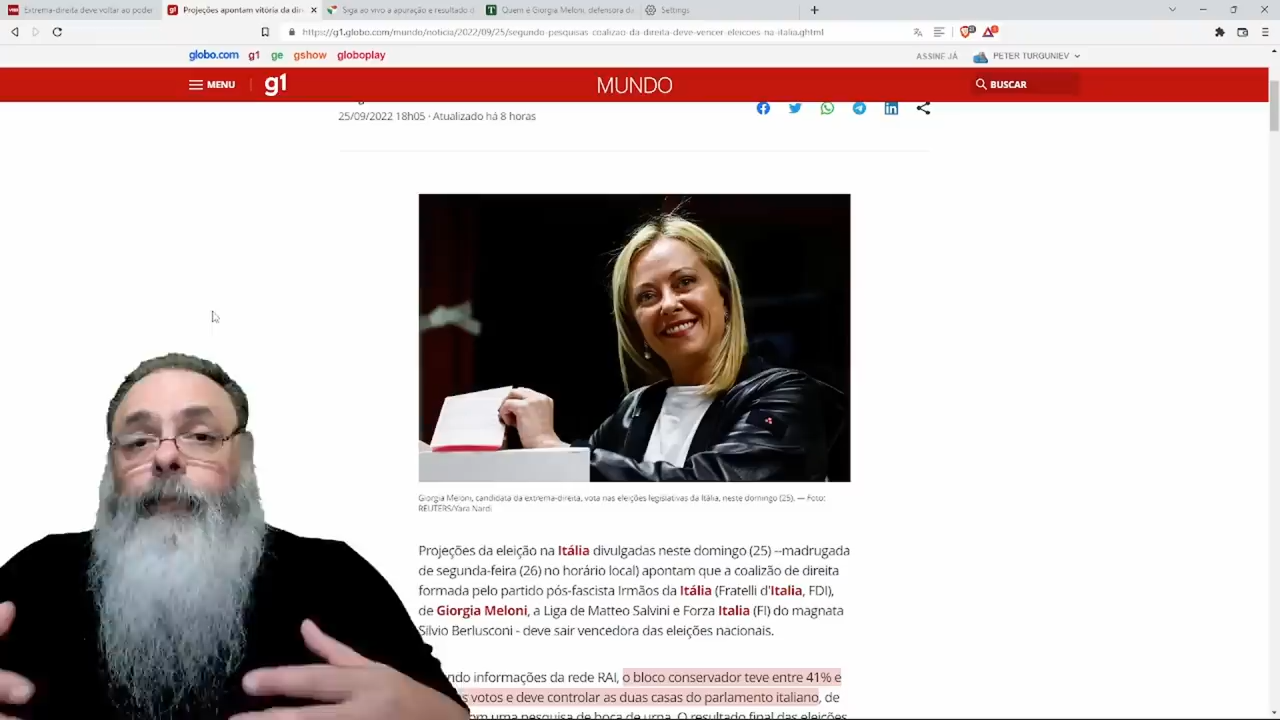 Extrema-direita deve voltar ao poder
Projeções apontam vitória da dir
Siga ao vivo a apuração e resultado d
Quem é Giorgia Meloni, defensora du
Settings
https://g1.globo.com/mundo/noticia/2022/09/25/segundo-pesquisas-coalizao-da-direita-deve-vencer-eleicoes-na-italia.ghtml
globo.com g1 ge gshow globoplay
ASSINE JÁ
PETER TURGUNIEV
MENU
g1
MUNDO
BUSCAR
25/09/2022 18h05 · Atualizado há 8 horas
Giorgia Meloni, candidata da extrema-direita, vota nas eleições legislativas da Itália, neste domingo (25). — Foto:
REUTERS/Yara Nardi
Projeções da eleição na Itália divulgadas neste domingo (25) --madrugada
de segunda-feira (26) no horário local) apontam que a coalizão de direita
formada pelo partido pós-fascista Irmãos da Itália (Fratelli d'Italia, FDI),
de Giorgia Meloni, a Liga de Matteo Salvini e Forza Italia (FI) do magnata
Silvio Berlusconi - deve sair vencedora das eleições nacionais.
ndo informações da rede RAI, o bloco conservador teve entre 41% e
s votos e deve controlar as duas casas do parlamento italiano, de
om uma pesquisa de boca de urna. O resultado final das eleições